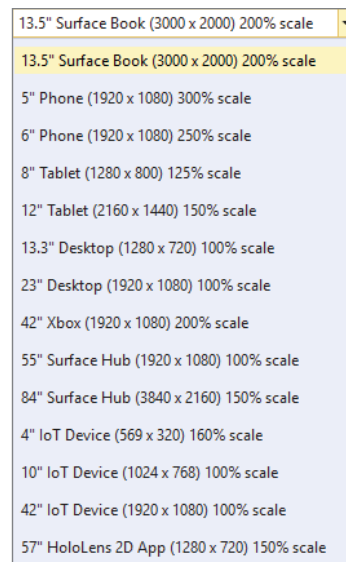 13.5" Surface Book (3000 x 2000) 200% scale
13.5" Surface Book (3000 x 2000) 200% scale
5" Phone (1920 x 1080) 300% scale
6" Phone (1920 x 1080) 250% scale
8" Tablet (1280 x 800) 125% scale
12" Tablet (2160 x 1440) 150% scale
13.3" Desktop (1280 x 720) 100% scale
23" Desktop (1920 x 1080) 100% scale
42" Xbox (1920 x 1080) 200% scale
55" Surface Hub (1920 x 1080) 100% scale
84" Surface Hub (3840 x 2160) 150% scale
4" IoT Device (569 x 320) 160% scale
10" IoT Device (1024 x 768) 100% scale
42" IoT Device (1920 x 1080) 100% scale
57" HoloLens 2D App (1280 x 720) 150% scale